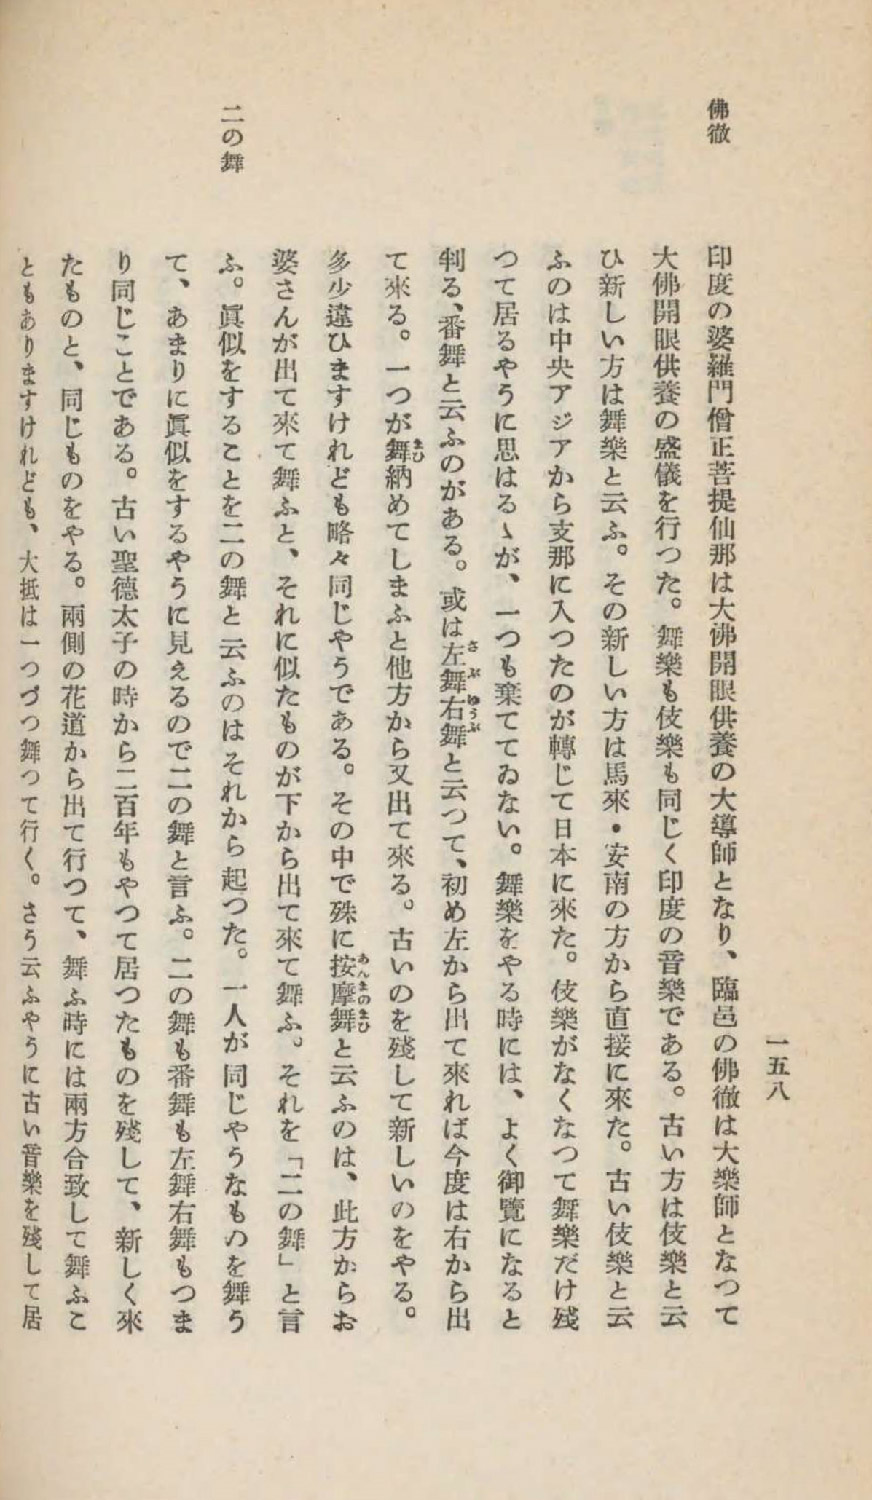 佛徹
二の舞
印度の婆羅門僧正菩提仙那は大佛開眼供養の大導師となり、臨邑の佛徹は大樂師となつて
大佛開眼供養の盛儀を行つた。舞樂も伎樂も同じく印度の音樂である。古い方は伎樂と云
ひ新しい方は舞樂と云ふ。その新しい方は馬來・安南の方から直接に來た。古い伎樂と云
ふのは中央アジアから支那に入つたのが轉じて日本に來た。伎樂がなくなつて舞樂だけ殘
つて居るやうに思はるゝが、一つも棄ててゐない。舞樂をやる時には、よく御覽になると
判る、番舞と云ふのがある。或は左舞右舞と云つて、初め左から出て來れば今度は右から出
て來る。一つが舞納めてしまふと他方から又出て來る。古いのを殘して新しいのをやる。
多少違ひますけれども略々同じやうである。その中で殊に按摩舞と云ふのは、此方からお
婆さんが出て來て舞ふと、それに似たものが下から出て來て舞ふ。それを「二の舞」と言
ふ。眞似をすることを二の舞と云ふのはそれから起つた。一人が同じやうなものを舞う
て、あまりに眞似をするやうに見えるので二の舞と言ふ。二の舞も番舞も左舞右舞もつま
り同じことである。古い聖德太子の時から二百年もやつて居つたものを殘して、新しく來
たものと、同じものをやる。兩側の花道から出て行つて、舞ふ時には兩方合致して舞ふこ
ともありますけれども、大抵は一つづつ舞つて行く。さう云ふやうに古い音樂を殘して居
一五八